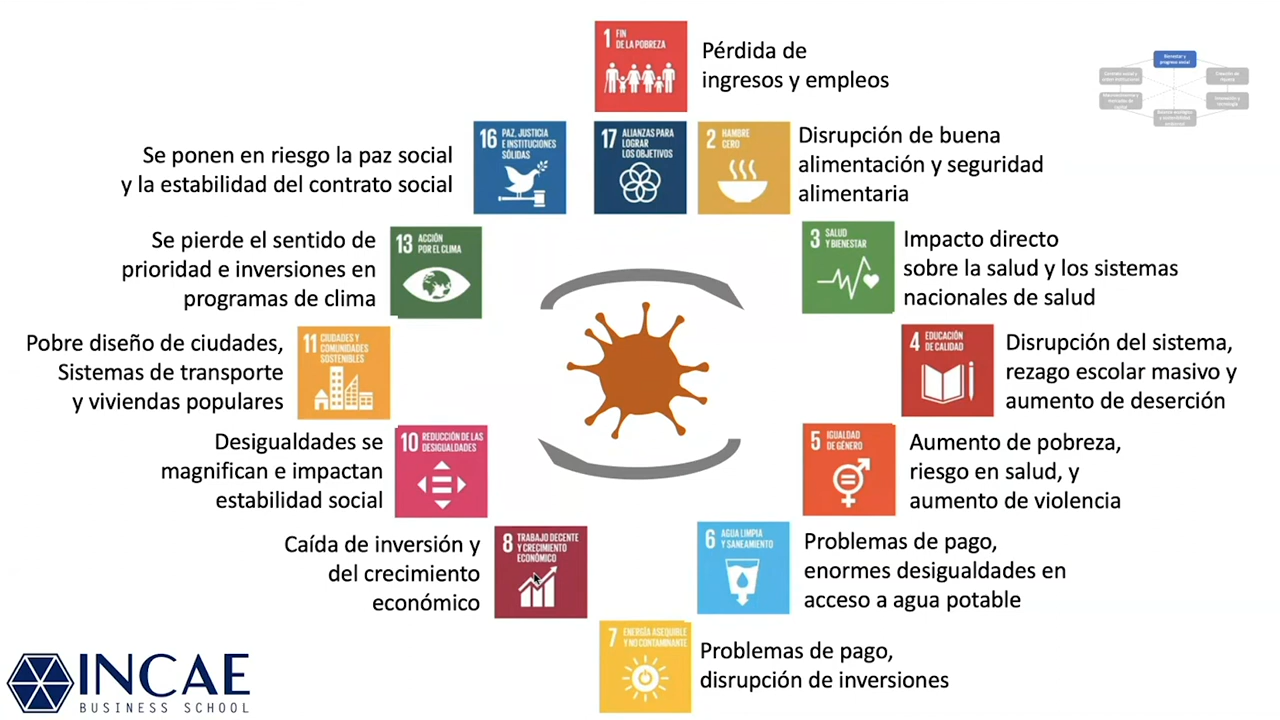 1 FIN
DE LA POBREZA
Pérdida de
ingresos y empleos
Bienestar y
progreso social
16 PAZ, JUSTICIA
E INSTITUCIONES
SÓLIDAS
Se ponen en riesgo la paz social
y la estabilidad del contrato social
17 ALIANZAS PARA
LOGRAR
LOS OBJETIVOS
2 HAMBRE
CERO
Disrupción de buena
alimentación y seguridad
alimentaria
13 ACCIÓN
POR EL CLIMA
Se pierde el sentido de
prioridad e inversiones en
programas de clima
3 SALUD
Y BIENESTAR
Impacto directo
sobre la salud y los sistemas
nacionales de salud
11 CIUDADES Y
COMUNIDADES
SOSTENIBLES
Pobre diseño de ciudades,
Sistemas de transporte
y viviendas populares
4 EDUCACIÓN
DE CALIDAD
Disrupción del sistema,
rezago escolar masivo y
aumento de deserción
10 REDUCCIÓN DE LAS
DESIGUALDADES
Desigualdades se
magnifican e impactan
estabilidad social
5 IGUALDAD
DE GÉNERO
Aumento de pobreza,
riesgo en salud, y
aumento de violencia
8 TRABAJO DECENTE
Y CRECIMIENTO
ECONÓMICO
Caída de inversión y
del crecimiento
económico
6 AGUA LIMPIA
Y SANEAMIENTO
Problemas de pago,
enormes desigualdades en
acceso a agua potable
7 ENERGÍA ASEQUIBLE
Y NO CONTAMINANTE
Problemas de pago,
disrupción de inversiones
INCAE
BUSINESS SCHOOL